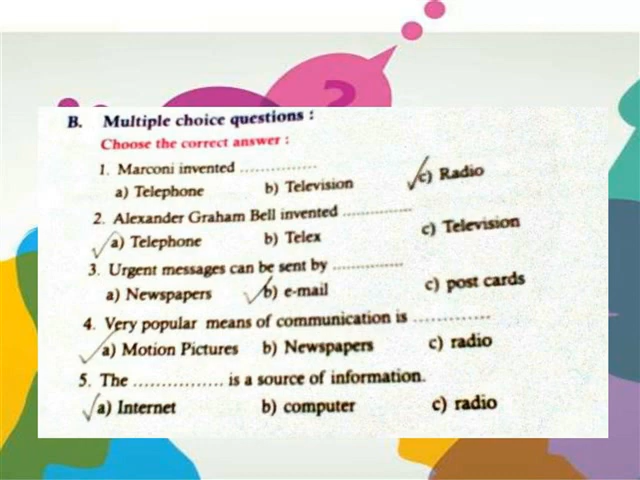 ?
B. Multiple choice questions :
Choose the correct answer :
1. Marconi invented ...............
a) Telephone b) Television c) Radio
2. Alexander Graham Bell invented ..............
a) Telephone b) Telex c) Television
3. Urgent messages can be sent by ..............
a) Newspapers b) e-mail c) post cards
4. Very popular means of communication is .............
a) Motion Pictures b) Newspapers c) radio
5. The ................ is a source of information.
a) Internet b) computer c) radio